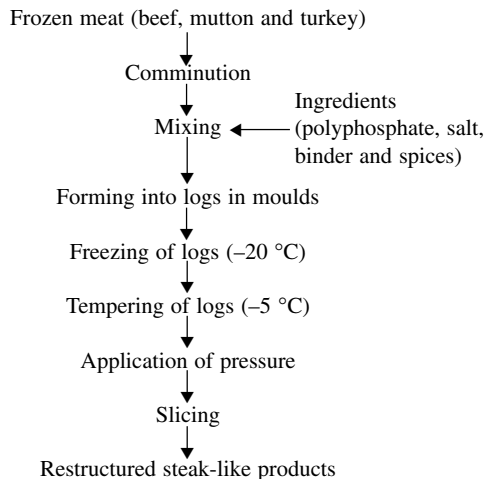 Frozen meat (beef, mutton and turkey)
Comminution
Ingredients
(polyphosphate, salt,
binder and spices)
Mixing
Forming into logs in moulds
Freezing of logs (–20 °C)
Tempering of logs (–5 °C)
Application of pressure
Slicing
Restructured steak-like products